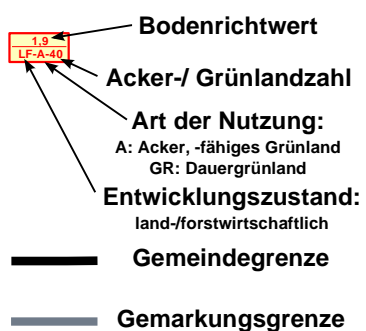 Bodenrichtwert
1,9
LF-A-40
Acker-/ Grünlandzahl
Art der Nutzung:
A: Acker, -fähiges Grünland
GR: Dauergrünland
Entwicklungszustand:
land-/forstwirtschaftlich
Gemeindegrenze
Gemarkungsgrenze